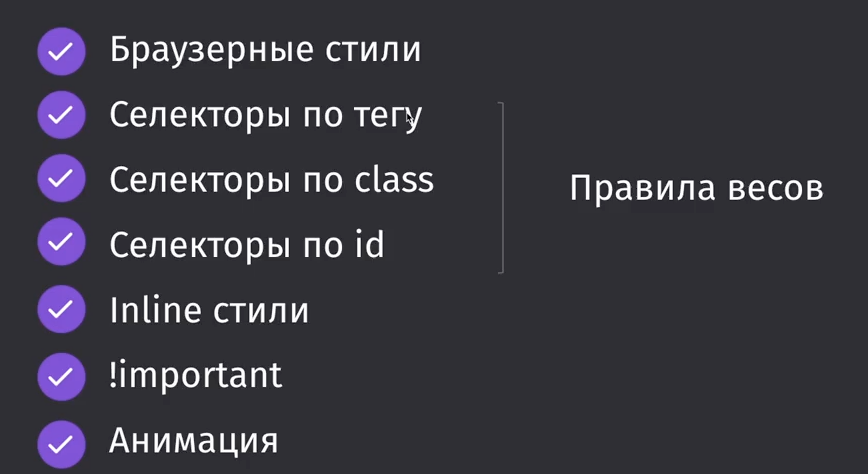 Браузерные стили
Селекторы по тегу
Селекторы по class
Селекторы по id
Правила весов
Inline стили
!important
Анимация